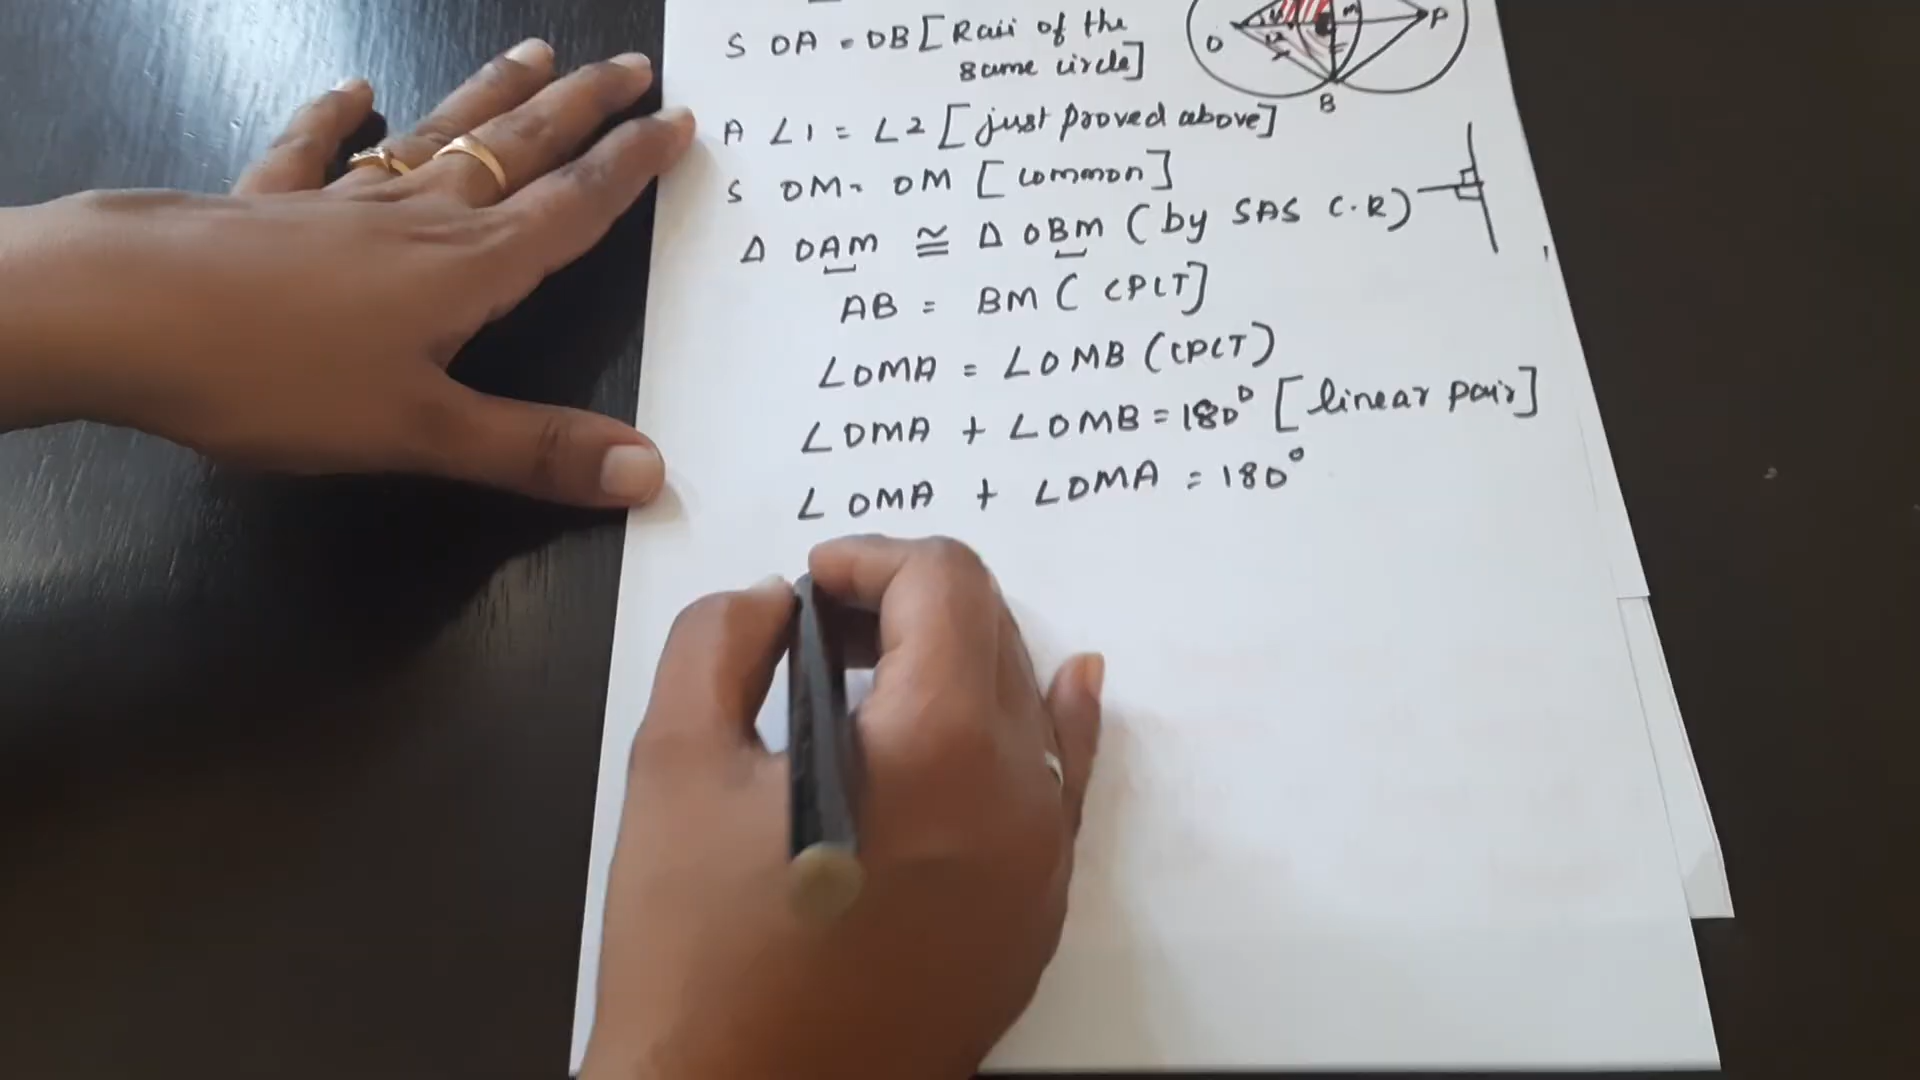 S OA = OB [Raii of the
same circle]
A ∠1 = ∠2 [just proved above]
S OM = OM [common]
Δ OAM ≅ Δ OBM (by SAS C.R)
AB = BM ( CPCT]
∠OMA = ∠OMB (CPCT)
∠OMA + ∠OMB = 180° [linear pair]
∠OMA + ∠OMA = 180°
O
M
P
B